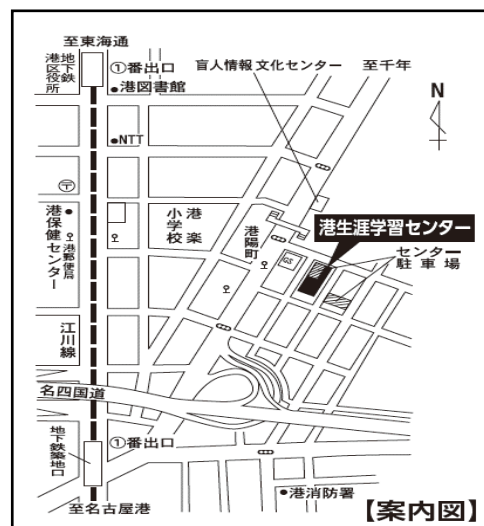 至東海通
地下鉄
港区役所
①番出口
●港図書館
盲人情報文化センター
至千年
N
●NTT
〒
港保健センター
港郵便局
港楽
小学校
港陽町
GS
港生涯学習センター
センター
駐車場
江川線
名四国道
地下鉄築地口
①番出口
至名古屋港
●港消防署
【案内図】